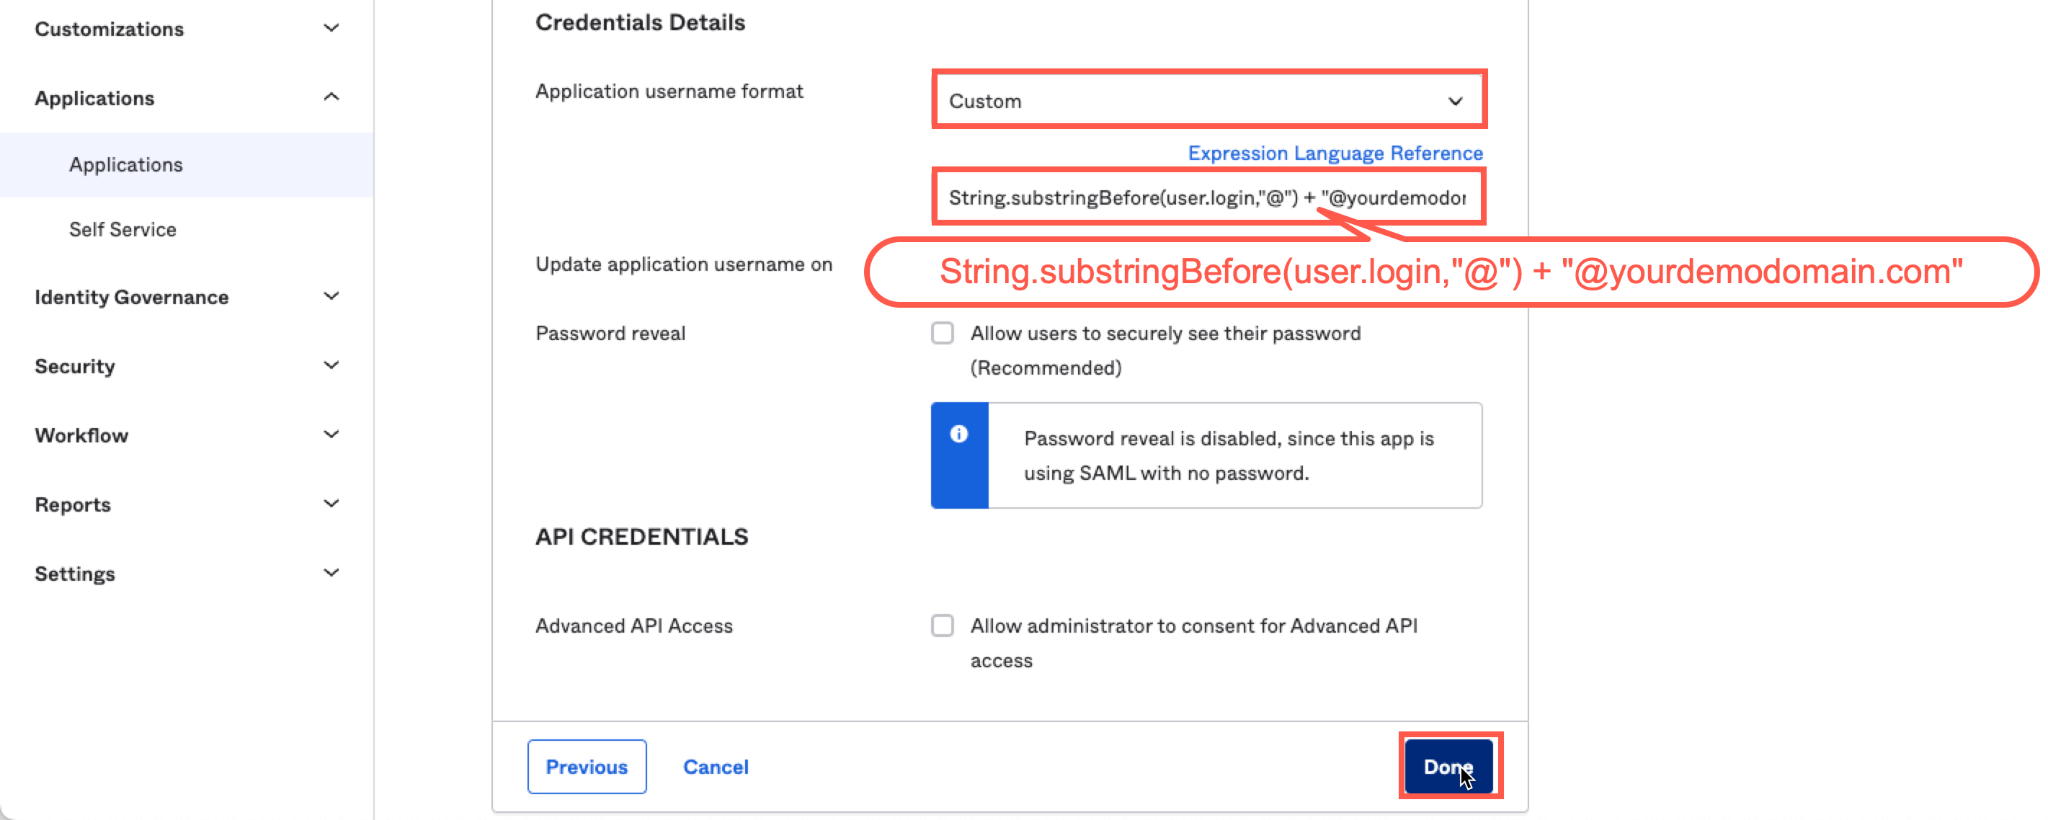 Customizations
Applications
Applications
Self Service
Identity Governance
Security
Workflow
Reports
Settings
Credentials Details
Application username format
Custom
Expression Language Reference
String.substringBefore(user.login,"@") + "@yourdemodor
String.substringBefore(user.login,"@") + "@yourdemodomain.com"
Update application username on
Password reveal
Allow users to securely see their password
(Recommended)
Password reveal is disabled, since this app is
using SAML with no password.
API CREDENTIALS
Advanced API Access
Allow administrator to consent for Advanced API
access
Previous
Cancel
Done